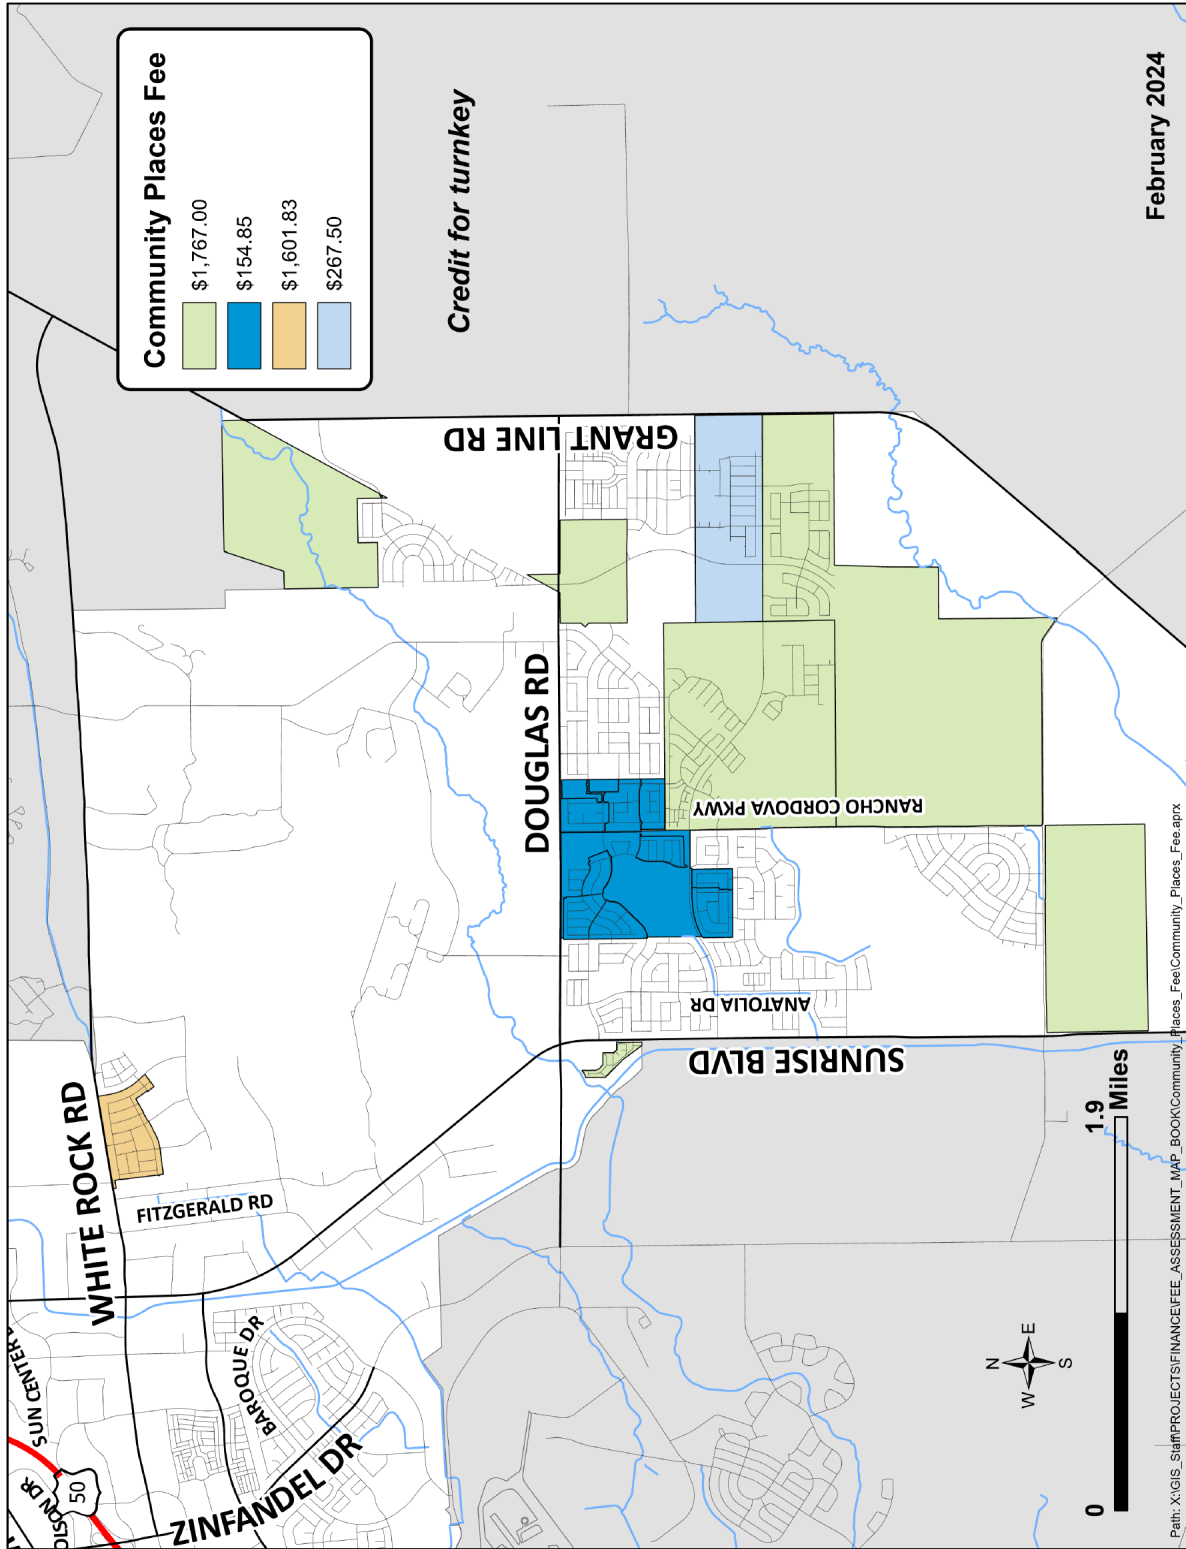 Community Places Fee
$1,767.00
$154.85
$1,601.83
$267.50
Credit for turnkey
February 2024
WHITE ROCK RD
GRANT LINE RD
DOUGLAS RD
RANCHO CORDOVA PKWY
ANATOLIA DR
SUNRISE BLVD
FITZGERALD RD
SUN CENTER
BAROQUE DR
ZINFANDEL DR
OLSON DR
50
N
W E
S
0 1.9
Miles
Path: X:\GIS_Staff\PROJECTS\FINANCE\FEE_ASSESSMENT_MAP_BOOK\Community_Places_Fee\Community_Places_Fee.aprx